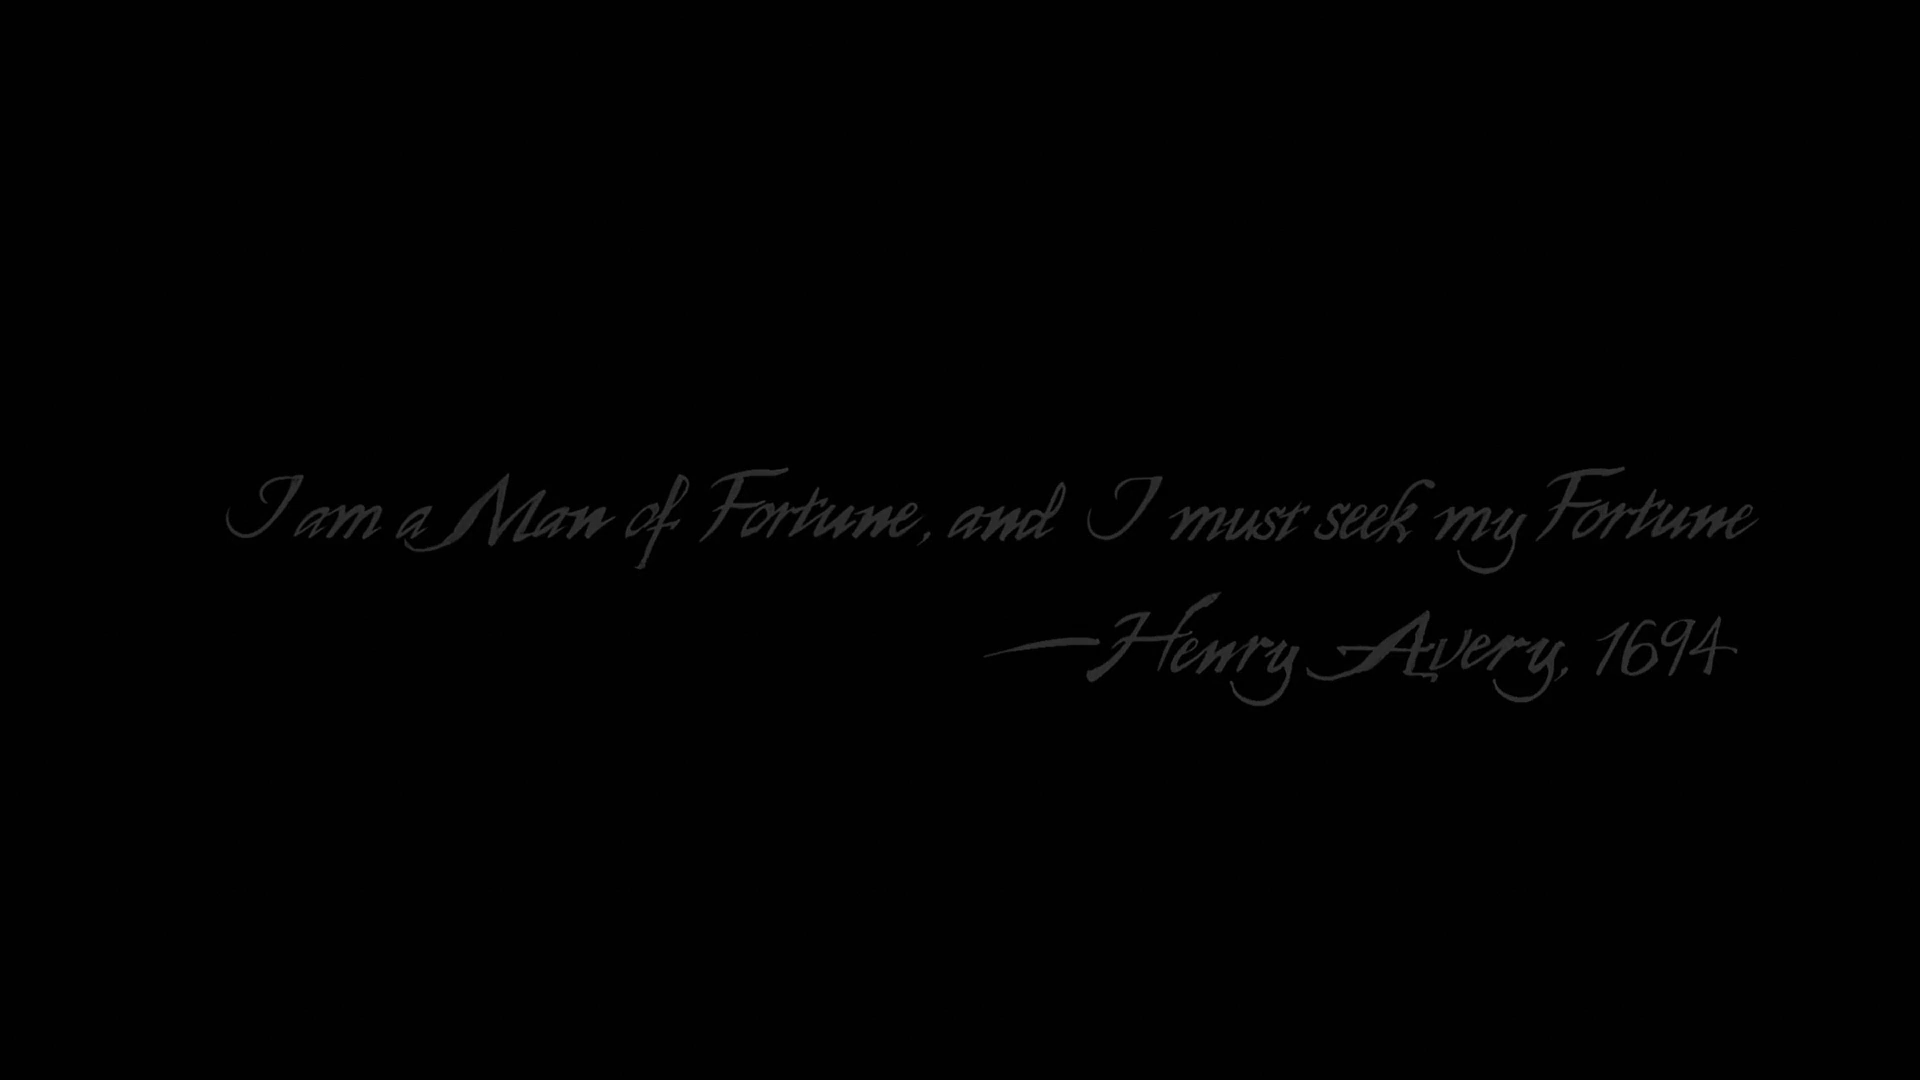 I am a Man of Fortune, and I must seek my Fortune
—Henry Avery, 1694